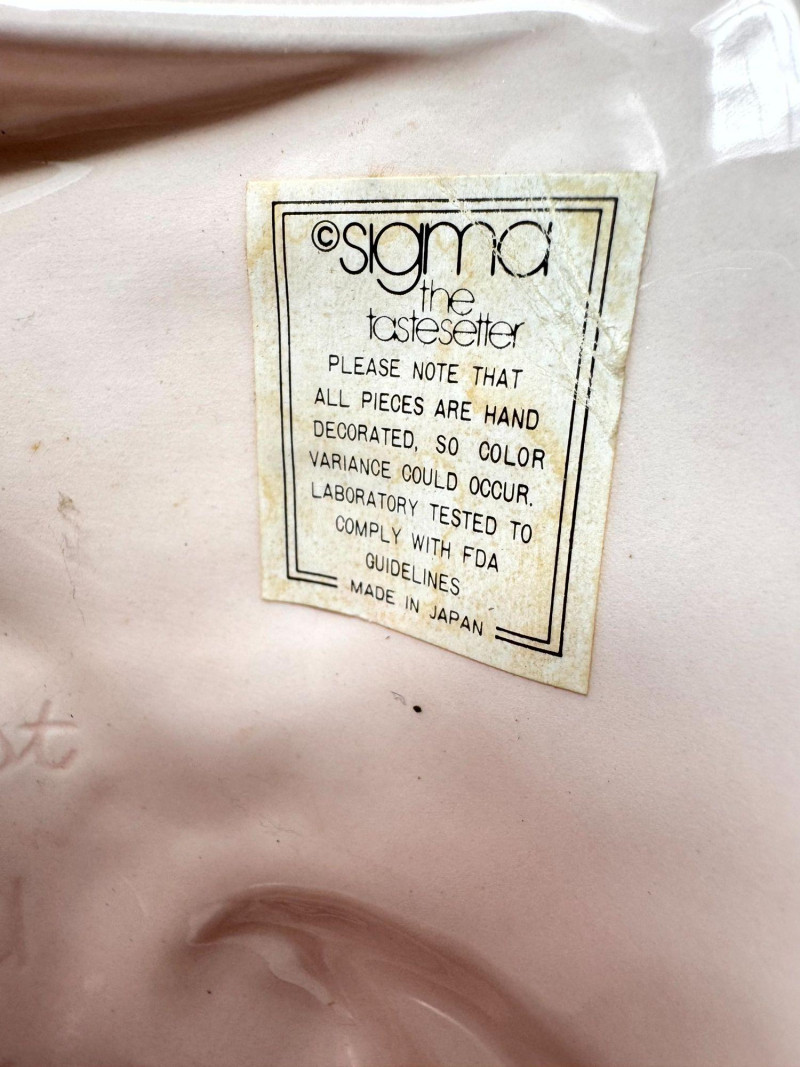 ©sigma
the
tastesetter
PLEASE NOTE THAT
ALL PIECES ARE HAND
DECORATED, SO COLOR
VARIANCE COULD OCCUR.
LABORATORY TESTED TO
COMPLY WITH FDA
GUIDELINES
MADE IN JAPAN